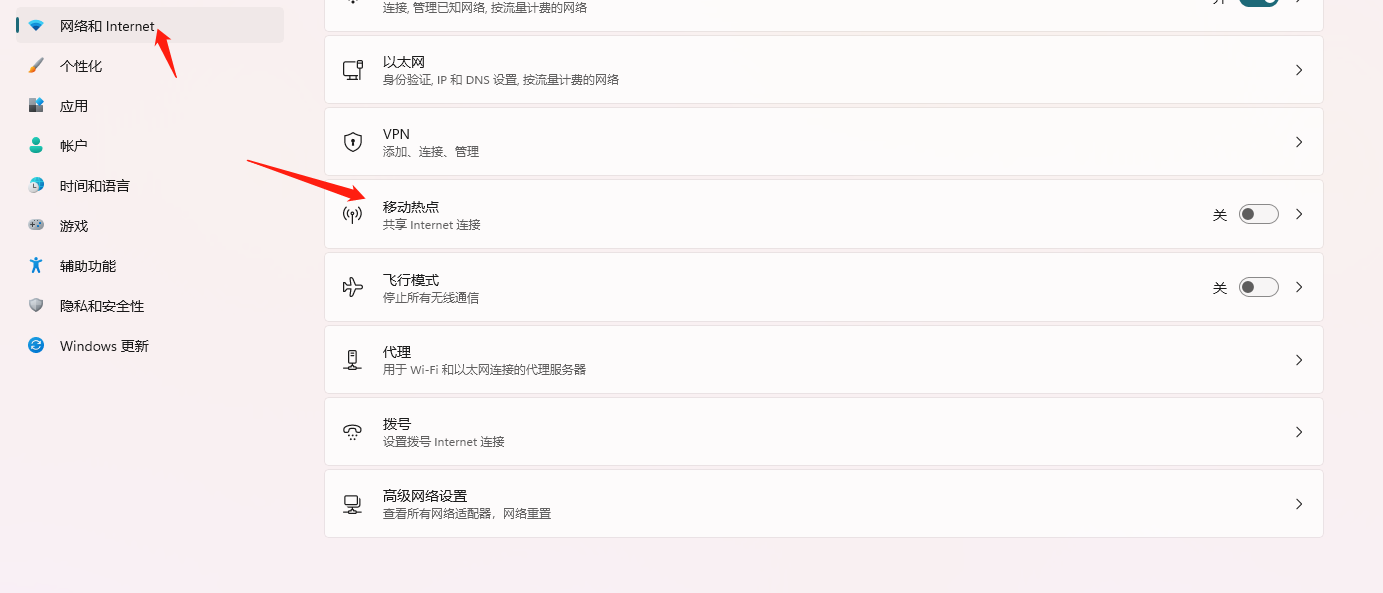 网络和 Internet
个性化
应用
帐户
时间和语言
游戏
辅助功能
隐私和安全性
Windows 更新
连接, 管理已知网络, 按流量计费的网络
以太网
身份验证, IP 和 DNS 设置, 按流量计费的网络
VPN
添加、连接、管理
移动热点
共享 Internet 连接
关
飞行模式
停止所有无线通信
关
代理
用于 Wi-Fi 和以太网连接的代理服务器
拨号
设置拨号 Internet 连接
高级网络设置
查看所有网络适配器，网络重置